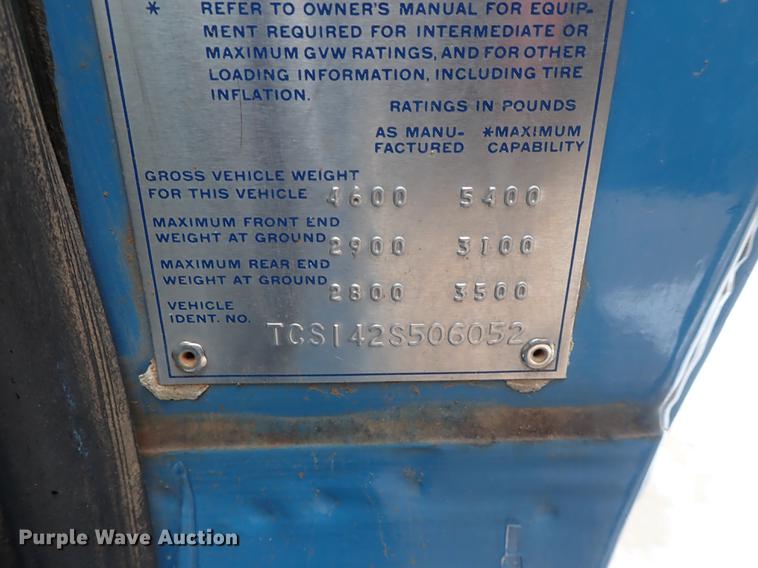 * REFER TO OWNER'S MANUAL FOR EQUIP-
MENT REQUIRED FOR INTERMEDIATE OR
MAXIMUM GVW RATINGS, AND FOR OTHER
LOADING INFORMATION, INCLUDING TIRE
INFLATION.
RATINGS IN POUNDS
AS MANU- *MAXIMUM
FACTURED CAPABILITY
GROSS VEHICLE WEIGHT
FOR THIS VEHICLE 4600 5400
MAXIMUM FRONT END
WEIGHT AT GROUND 2900 3100
MAXIMUM REAR END
WEIGHT AT GROUND 2800 3500
VEHICLE
IDENT. NO. TCS142S506052
Purple Wave Auction